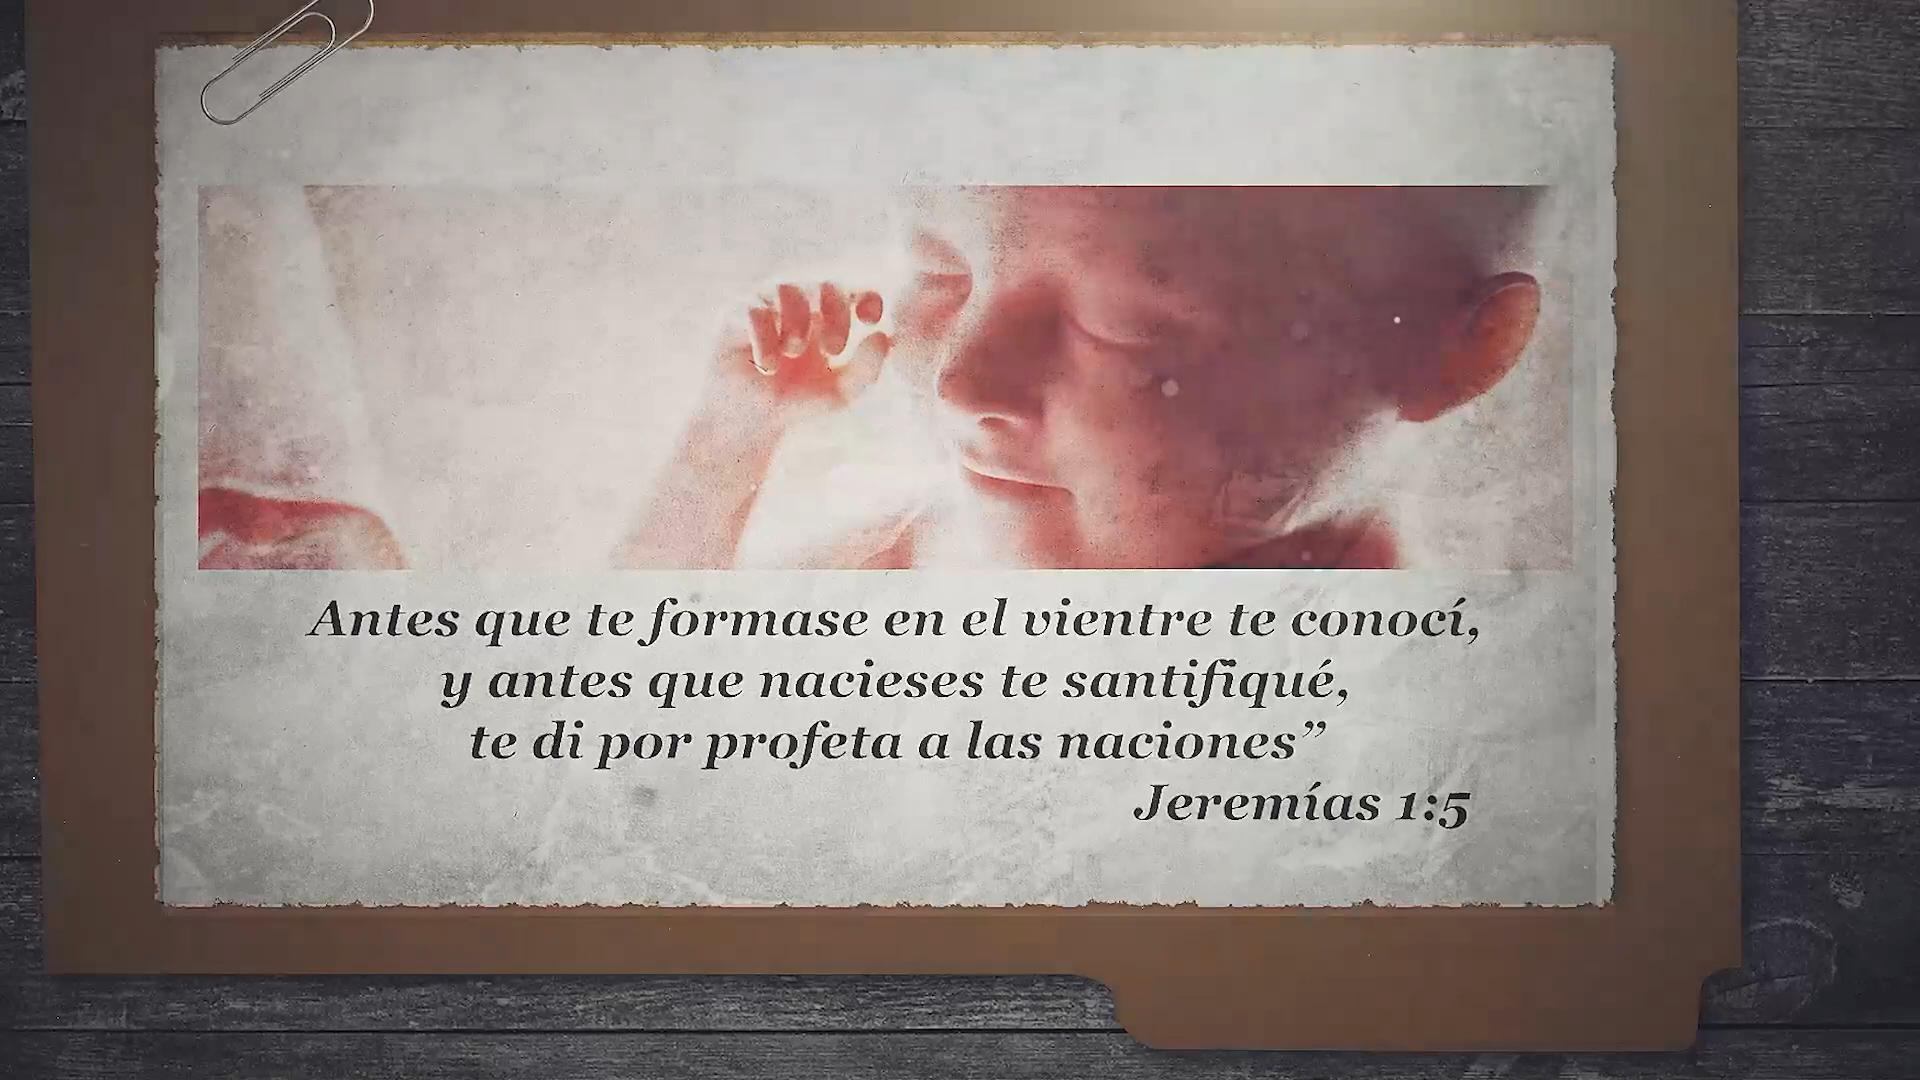 Antes que te formase en el vientre te conocí,
y antes que nacieses te santifiqué,
te di por profeta a las naciones”
Jeremías 1:5